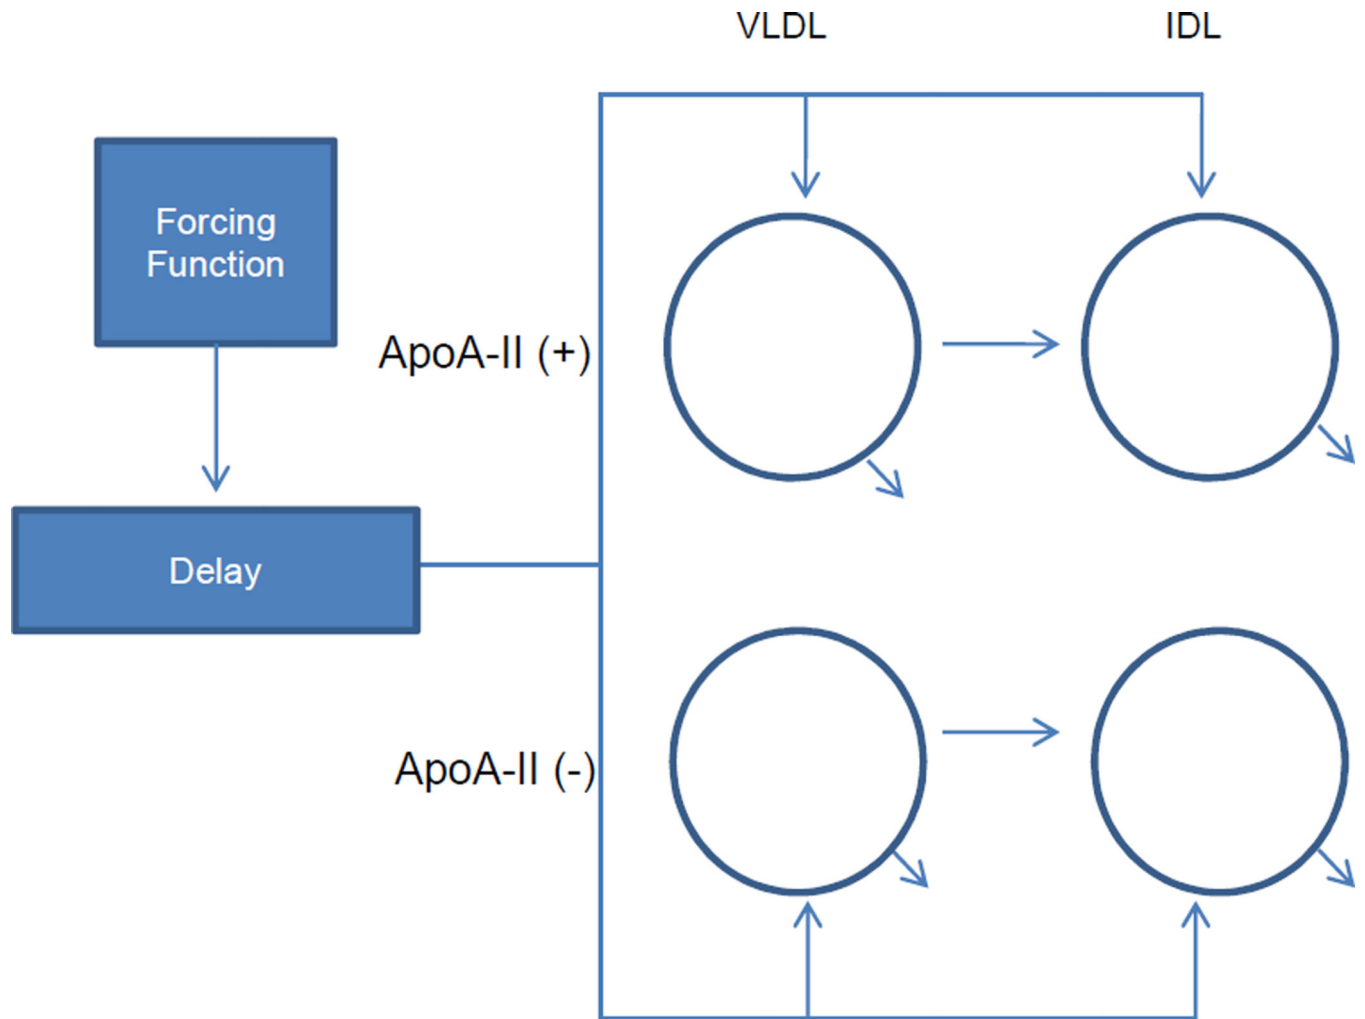 VLDL
IDL
Forcing
Function
ApoA-II (+)
Delay
ApoA-II (-)